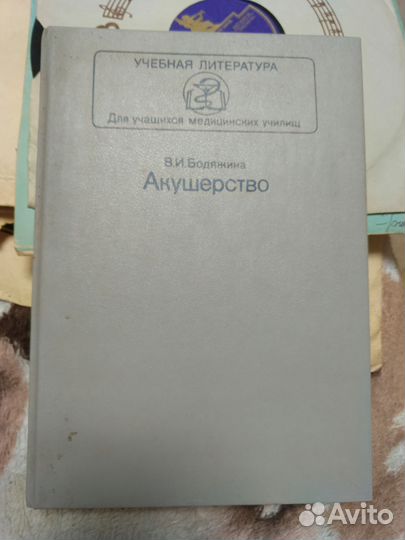 УЧЕБНАЯ ЛИТЕРАТУРА
Для учащихся медицинских училищ
В.И.Бодяжина
Акушерство
Avito